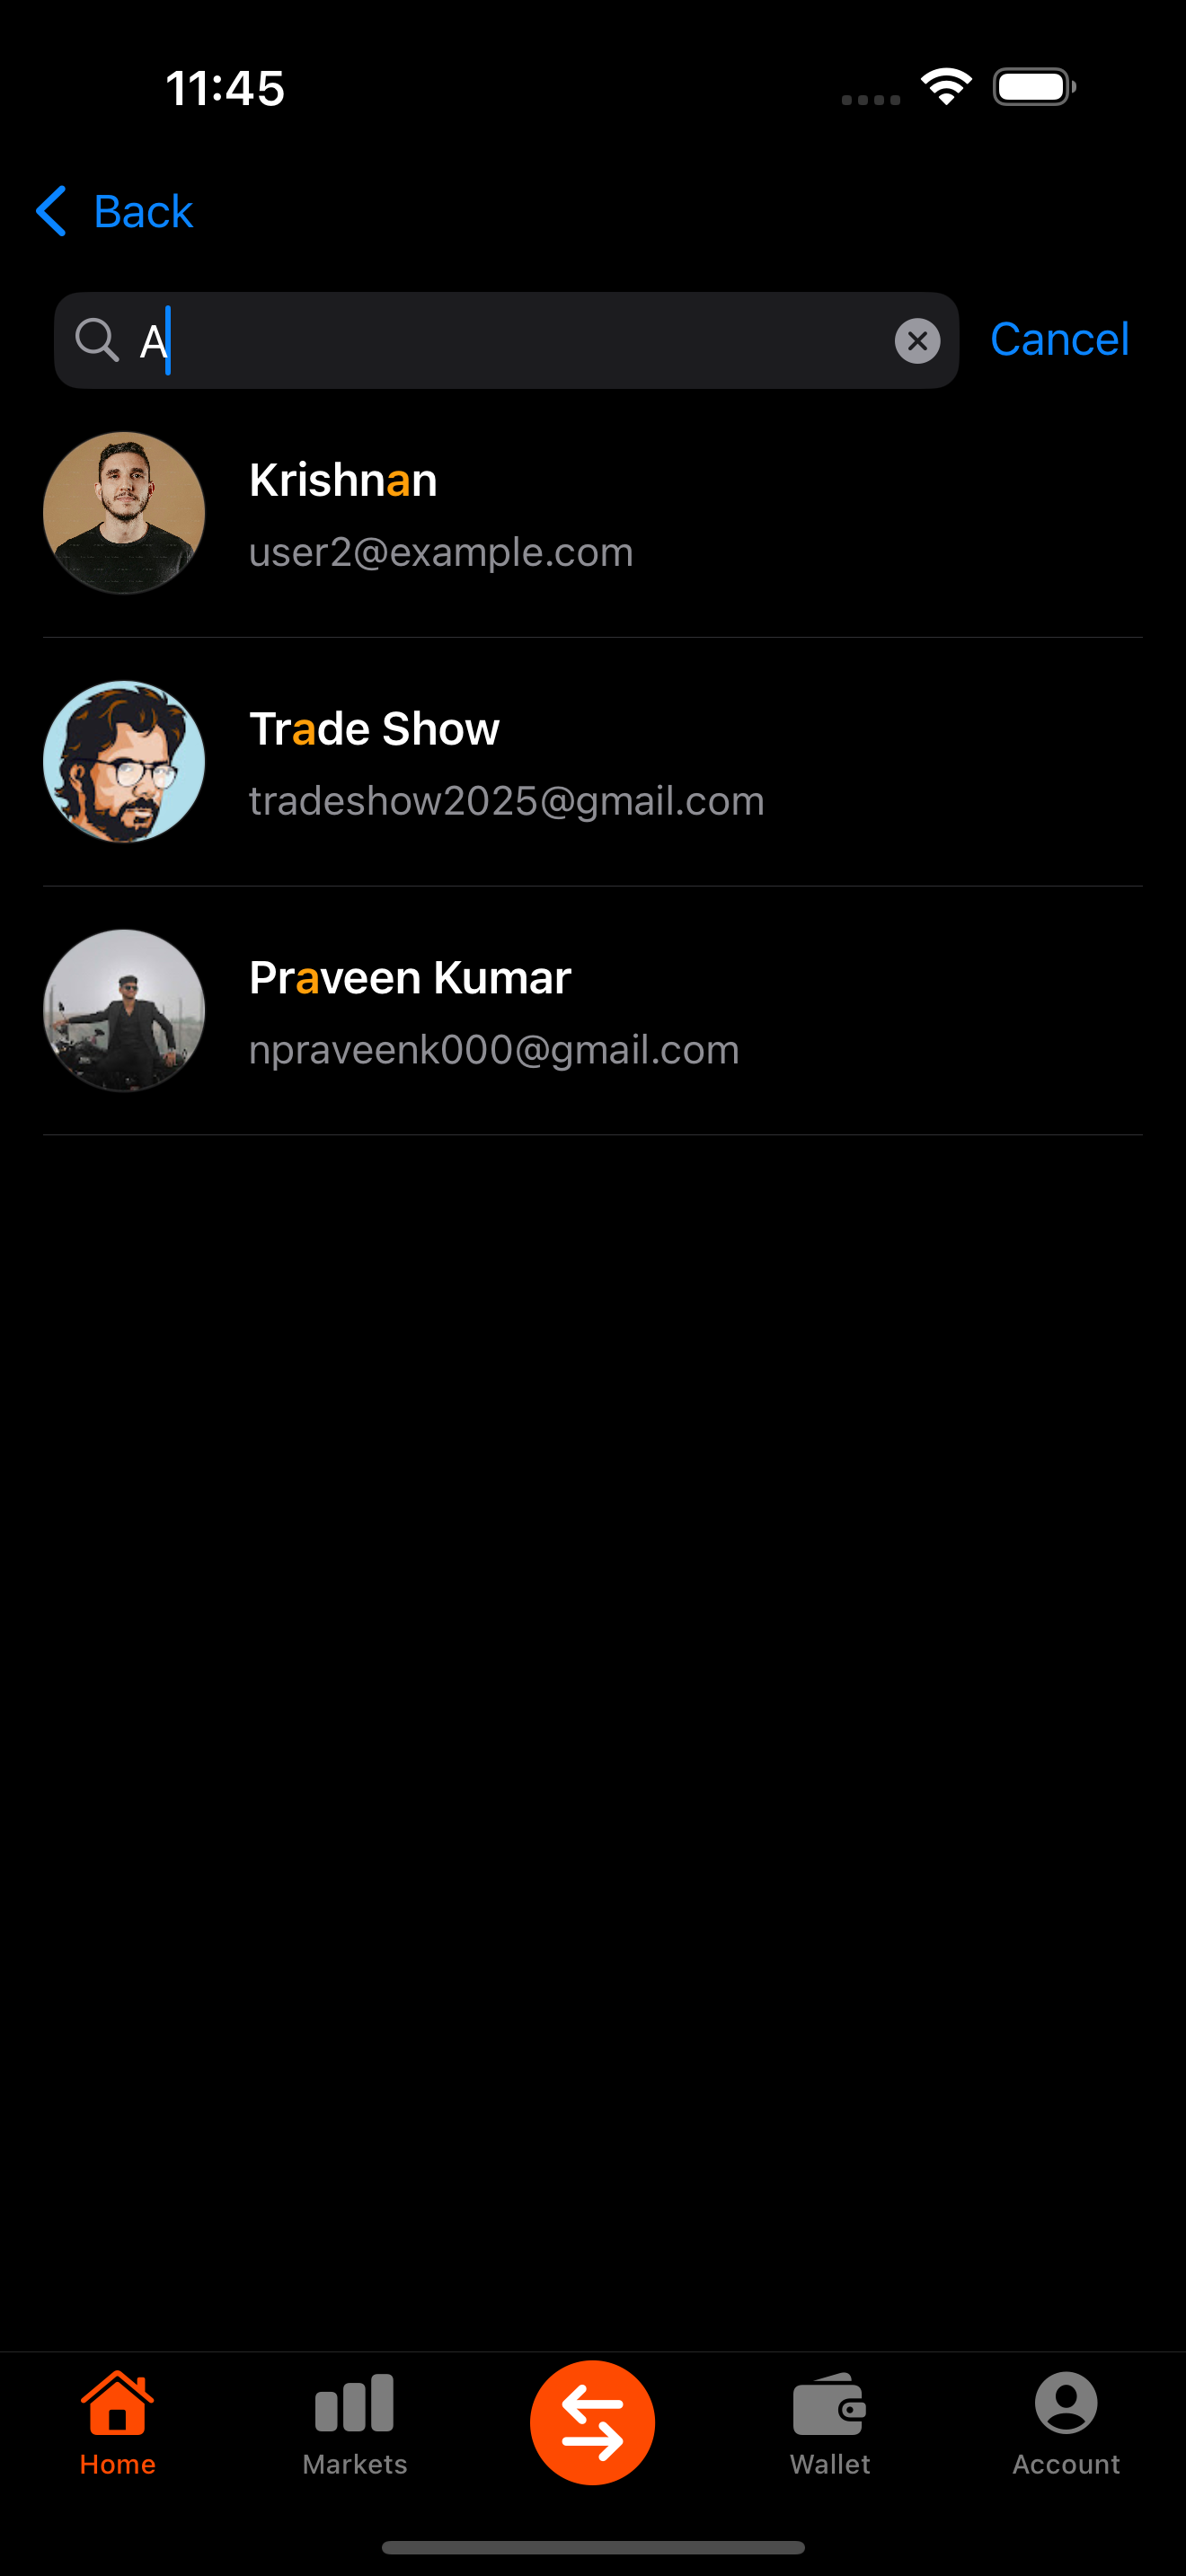 11:45
Back
A
Cancel
Krishnan
user2@example.com
Trade Show
tradeshow2025@gmail.com
Praveen Kumar
npraveenk000@gmail.com
Home
Markets
Wallet
Account